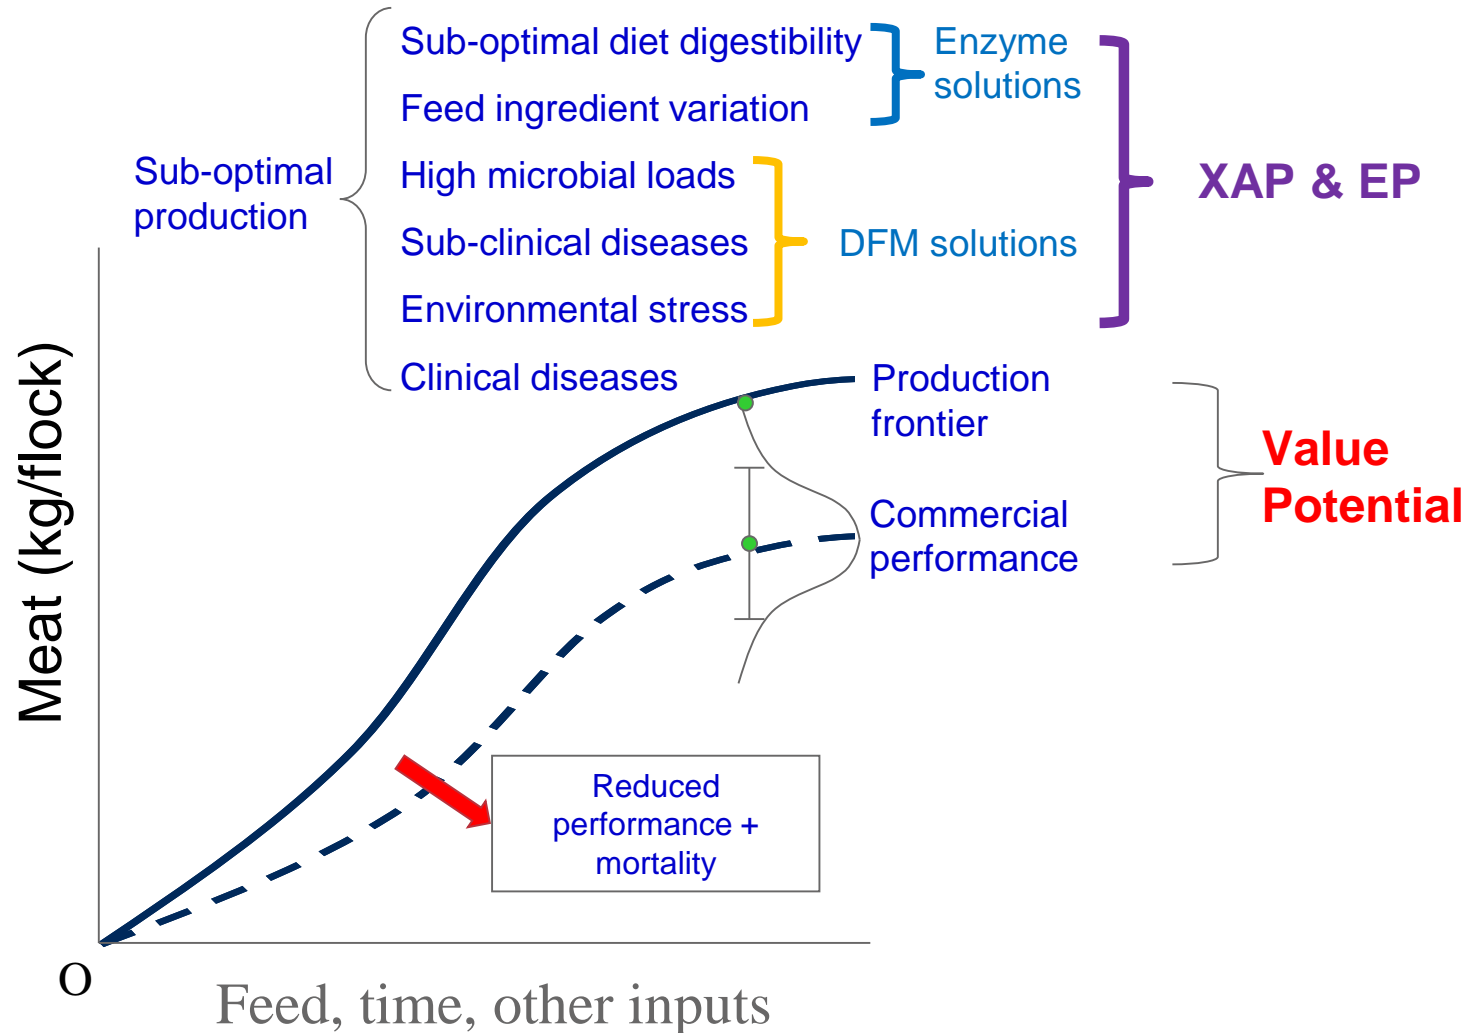 Sub-optimal diet digestibility
Feed ingredient variation
Enzyme
solutions
Sub-optimal
production
High microbial loads
Sub-clinical diseases
Environmental stress
DFM solutions
XAP & EP
Clinical diseases
Production
frontier
Commercial
performance
Value
Potential
Meat (kg/flock)
Reduced
performance +
mortality
O
Feed, time, other inputs